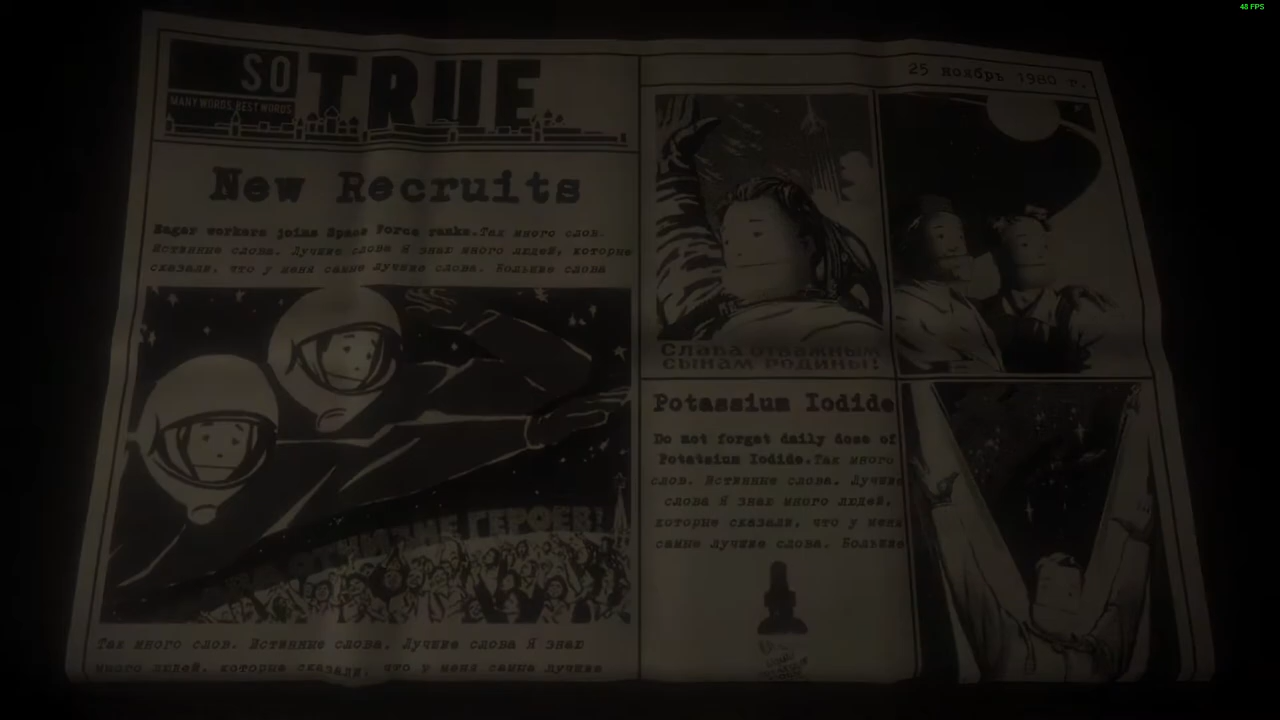 48 FPS
SO TRUE
MANY WORDS BEST WORDS
25 ноябрь 1980 г.
New Recruits
Eagar workers joins Space Force ranks. Так много слов.
Истинные слова. Лучшие слова Я знаю много людей, которые
сказали, что у меня самые лучшие слова. Большие слова
ГЕРОЕВ!
Так много слов. Истинные слова. Лучшие слова Я знаю
много людей, которые сказали, что у меня самые лучшие
Слава отважным
сынам родины!
Potassium Iodide
Do not forget daily dose of
Potatsium Iodide. Так много
слов. Истинные слова. Лучшие
слова Я знаю много людей,
которые сказали, что у меня
самые лучшие слова. Большие